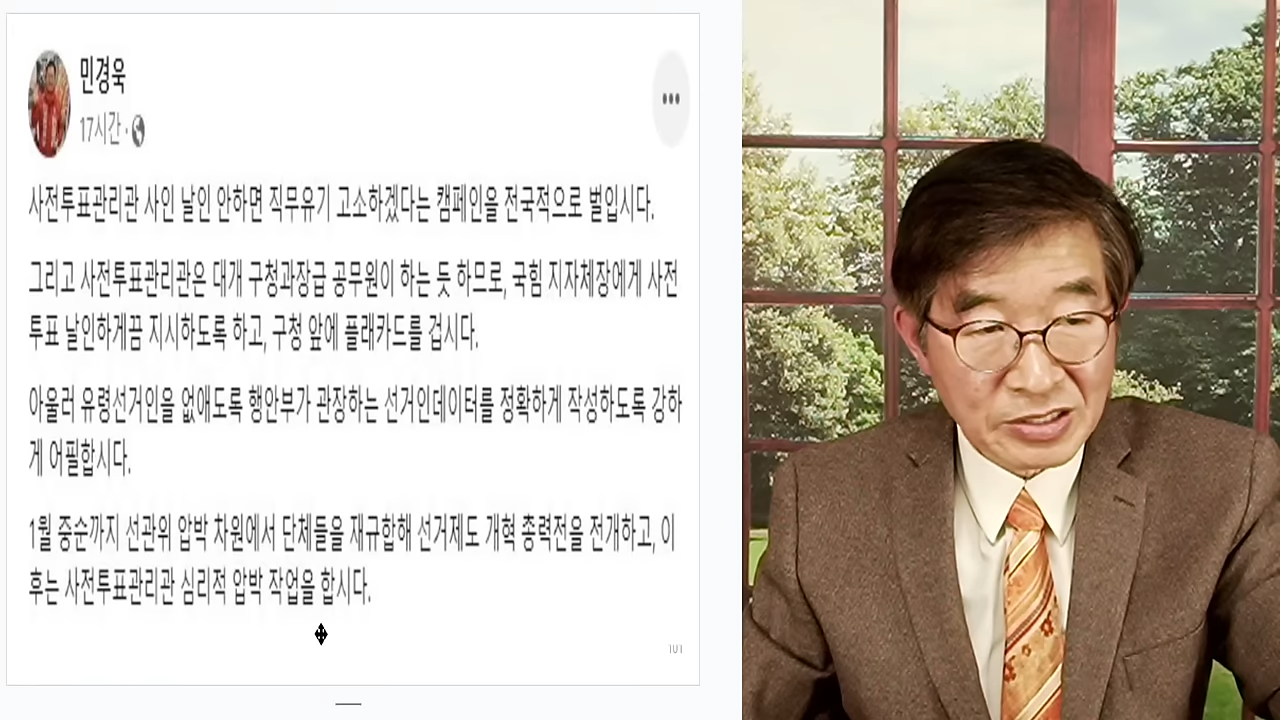 민경욱
17시간 ·
사전투표관리관 사인 날인 안하면 직무유기 고소하겠다는 캠페인을 전국적으로 벌입시다.
그리고 사전투표관리관은 대개 구청과장급 공무원이 하는 듯 하므로, 국힘 지자체장에게 사전
투표 날인하게끔 지시하도록 하고, 구청 앞에 플래카드를 겁시다.
아울러 유령선거인을 없애도록 행안부가 관장하는 선거인데이터를 정확하게 작성하도록 강하
게 어필합시다.
1월 중순까지 선관위 압박 차원에서 단체들을 재규합해 선거제도 개혁 총력전을 전개하고, 이
후는 사전투표관리관 심리적 압박 작업을 합시다.